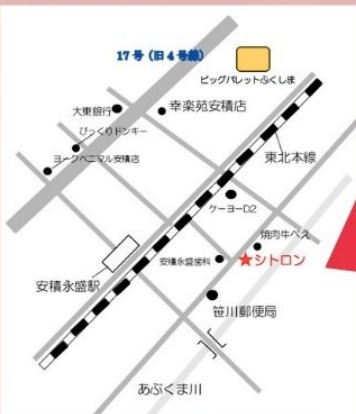 17号（旧4号線）
ビッグパレットふくしま
大東銀行
幸楽苑安積店
びっくりドンキー
ヨークベニマル安積店
東北本線
ケーヨーD2
焼肉牛べえ
安積永盛歯科
★シトロン
安積永盛駅
笹川郵便局
あぶくま川